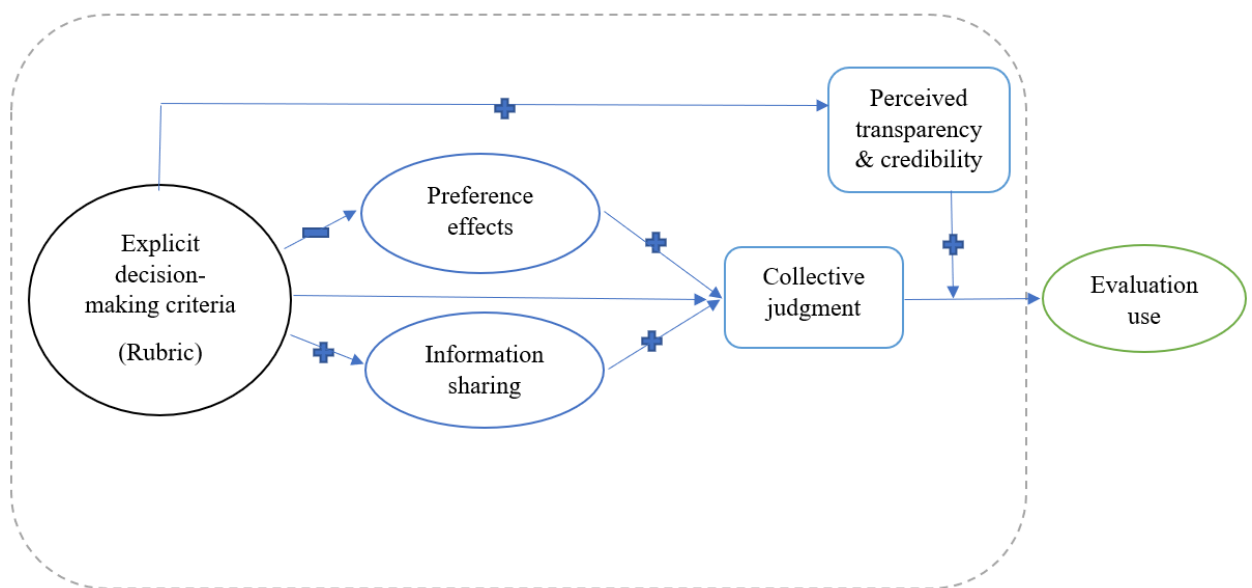 Perceived
transparency
& credibility
Preference
effects
Explicit
decision-
making criteria
(Rubric)
Collective
judgment
Evaluation
use
Information
sharing